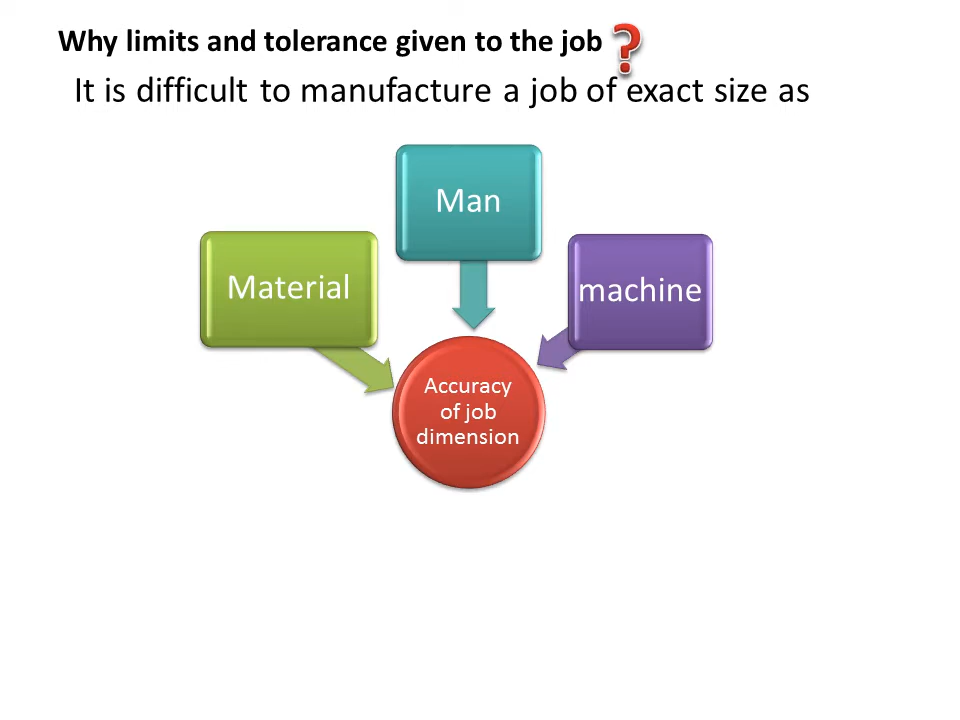 Why limits and tolerance given to the job ?
It is difficult to manufacture a job of exact size as
Man
Material
machine
Accuracy
of job
dimension